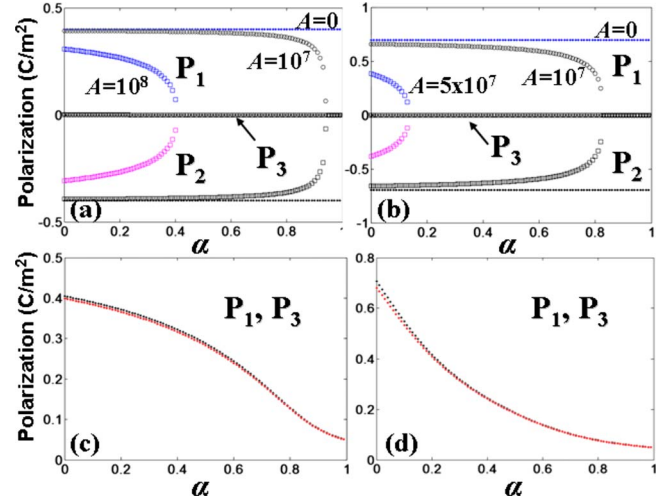 Polarization (C/m²)
0.5
0
-0.5
A=0
A=10⁸
A=10⁷
P₁
P₃
P₂
(a)
0 0.2 0.4 0.6 0.8
α
1
0.5
0
-0.5
-1
A=0
A=5x10⁷
A=10⁷
P₁
P₃
P₂
(b)
0 0.2 0.4 0.6 0.8 1
α
Polarization (C/m²)
0.5
0.4
0.3
0.2
0.1
0
P₁, P₃
(c)
0 0.2 0.4 0.6 0.8 1
α
0.8
0.6
0.4
0.2
0
P₁, P₃
(d)
0 0.2 0.4 0.6 0.8 1
α